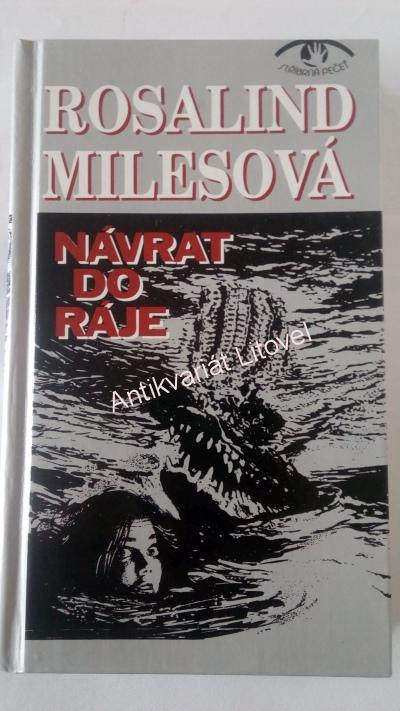 STŘÍBRNÁ PEČEŤ
ROSALIND
MILESOVÁ
NÁVRAT
DO
RÁJE
Antikvariát Litovel